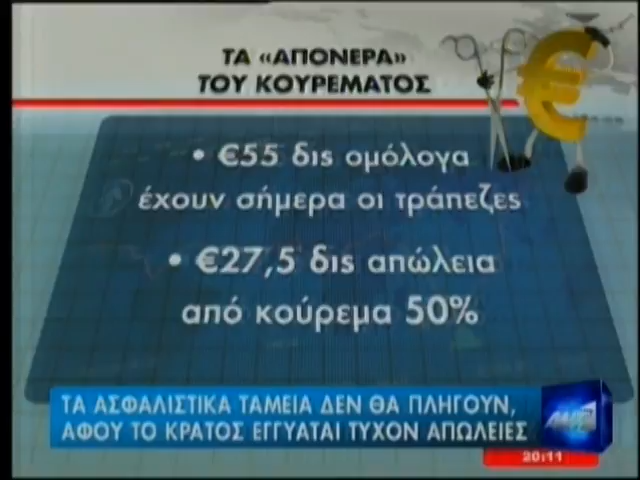 ΤΑ «ΑΠΟΝΕΡΑ»
ΤΟΥ ΚΟΥΡΕΜΑΤΟΣ
• €55 δις ομόλογα
έχουν σήμερα οι τράπεζες
• €27,5 δις απώλεια
από κούρεμα 50%
ΤΑ ΑΣΦΑΛΙΣΤΙΚΑ ΤΑΜΕΙΑ ΔΕΝ ΘΑ ΠΛΗΓΟΥΝ,
ΑΦΟΥ ΤΟ ΚΡΑΤΟΣ ΕΓΓΥΑΤΑΙ ΤΥΧΟΝ ΑΠΩΛΕΙΕΣ
20:11